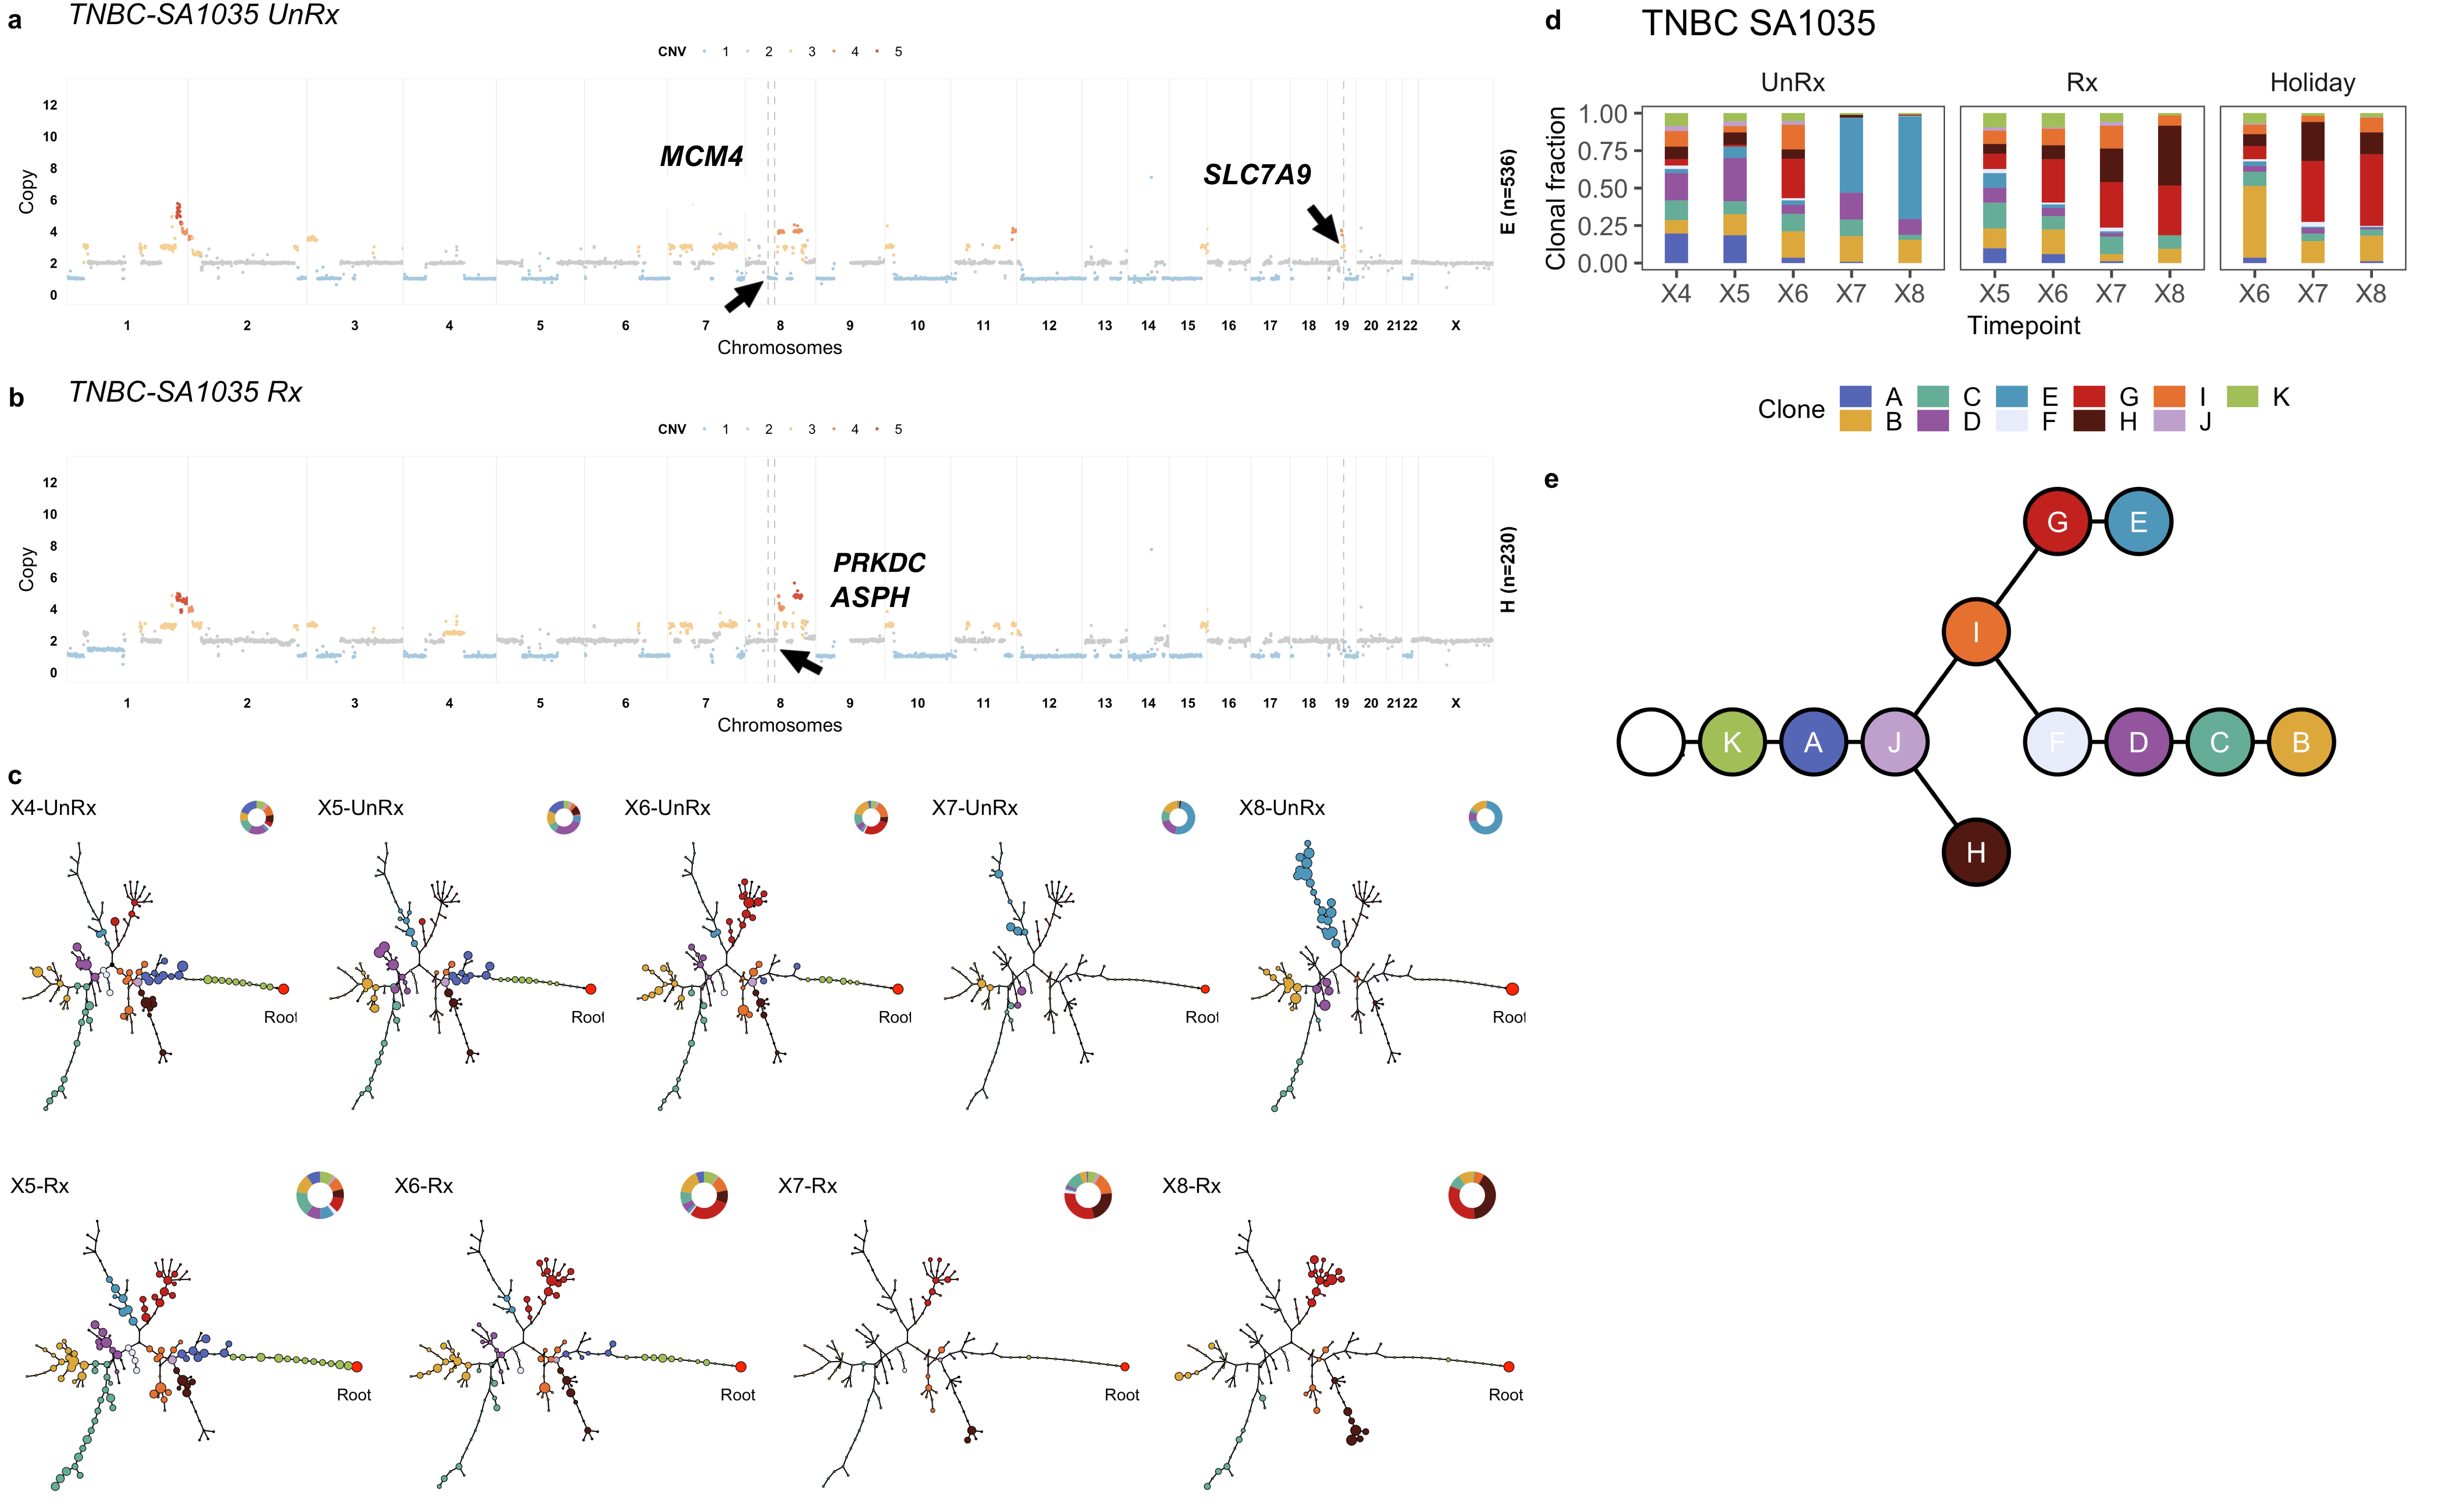 a
TNBC-SA1035 UnRx
CNV 1 2 3 4 5
Copy
12
10
8
6
4
2
0
MCM4
SLC7A9
E (n=536)
1 2 3 4 5 6 7 8 9 10 11 12 13 14 15 16 17 18 19 20 21 22 X
Chromosomes
b
TNBC-SA1035 Rx
CNV 1 2 3 4 5
Copy
12
10
8
6
4
2
0
PRKDC
ASPH
H (n=230)
1 2 3 4 5 6 7 8 9 10 11 12 13 14 15 16 17 18 19 20 21 22 X
Chromosomes
c
X4-UnRx X5-UnRx X6-UnRx X7-UnRx X8-UnRx
Root Root Root Root Root
X5-Rx X6-Rx X7-Rx X8-Rx
Root Root Root Root
d
TNBC SA1035
UnRx Rx Holiday
Clonal fraction
1.00
0.75
0.50
0.25
0.00
X4 X5 X6 X7 X8 X5 X6 X7 X8 X6 X7 X8
Timepoint
Clone
A C E G I K
B D F H J
e
G E
I
K A J F D C B
H